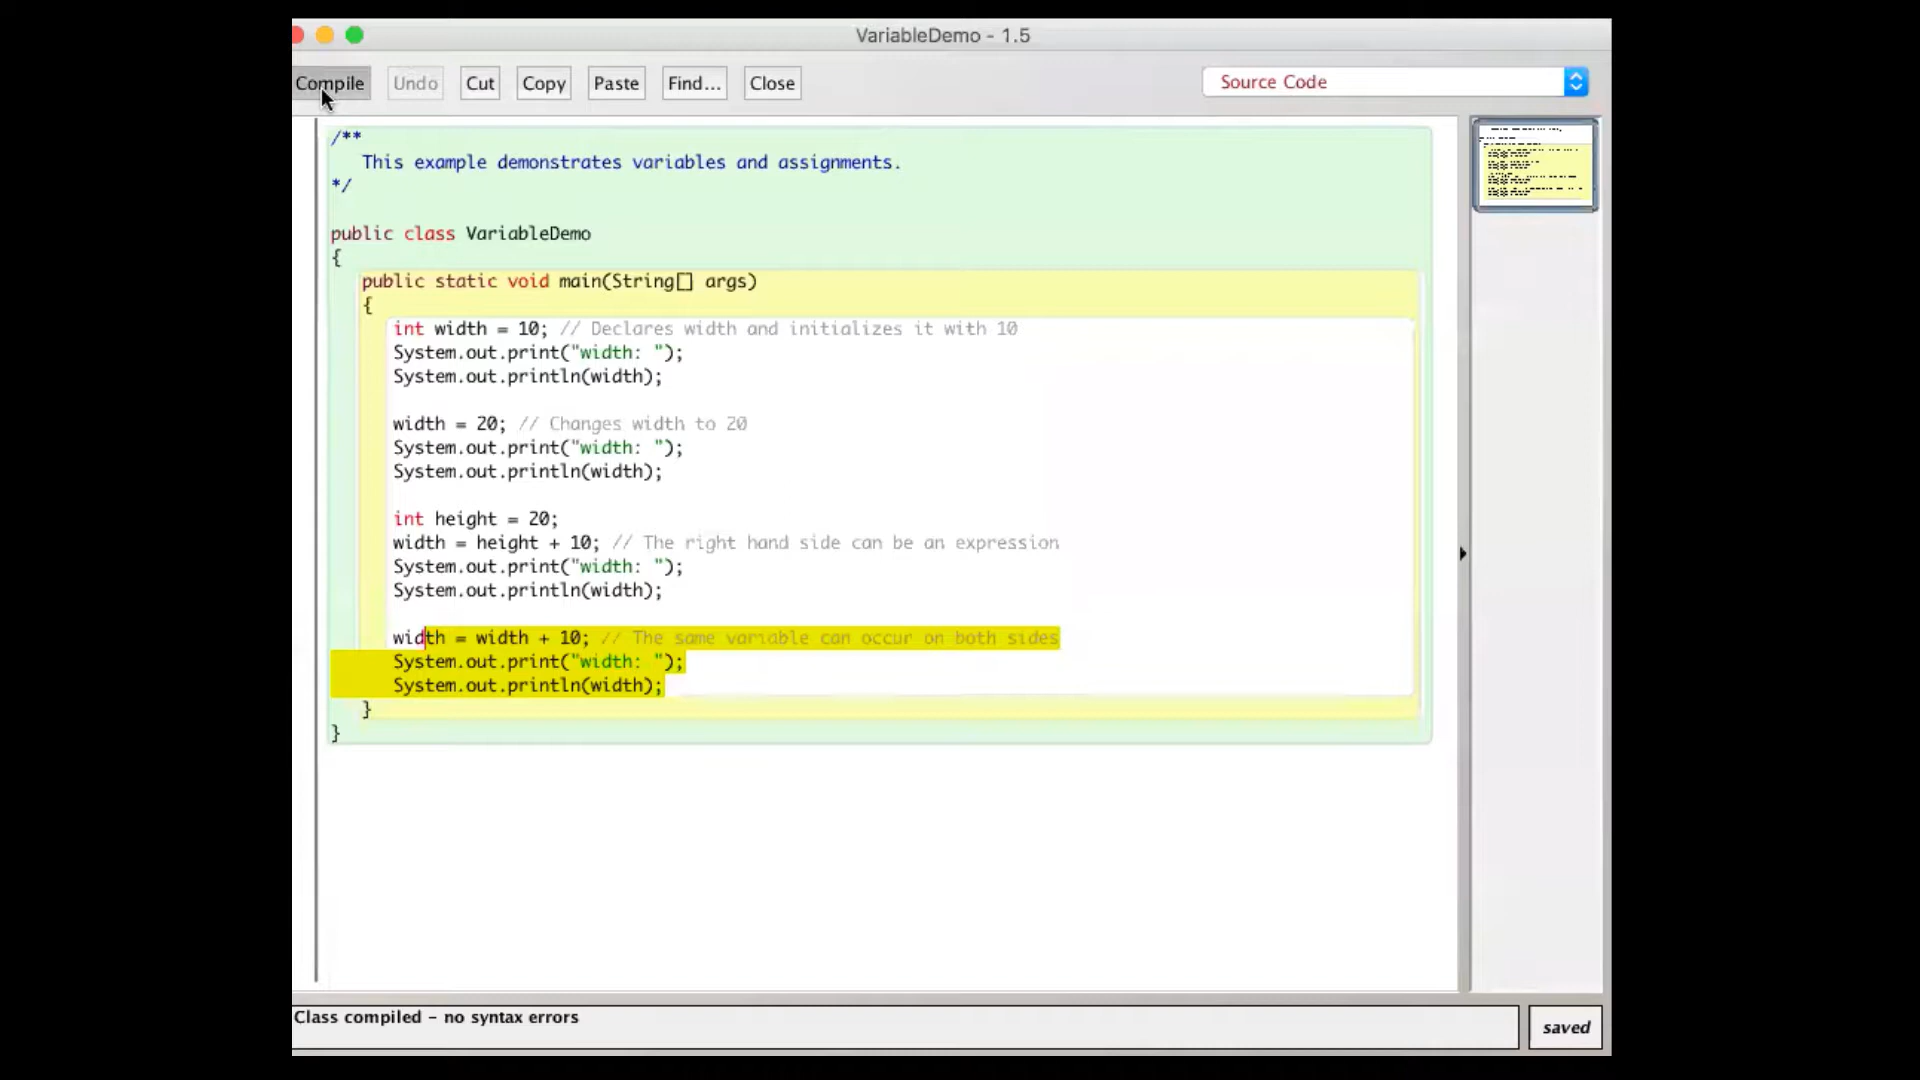 VariableDemo - 1.5
Compile Undo Cut Copy Paste Find... Close Source Code
/**
This example demonstrates variables and assignments.
*/
public class VariableDemo
{
public static void main(String[] args)
{
int width = 10; // Declares width and initializes it with 10
System.out.print("width: ");
System.out.println(width);
width = 20; // Changes width to 20
System.out.print("width: ");
System.out.println(width);
int height = 20;
width = height + 10; // The right hand side can be an expression
System.out.print("width: ");
System.out.println(width);
width = width + 10; // The same variable can occur on both sides
System.out.print("width: ");
System.out.println(width);
}
}
Class compiled - no syntax errors
saved